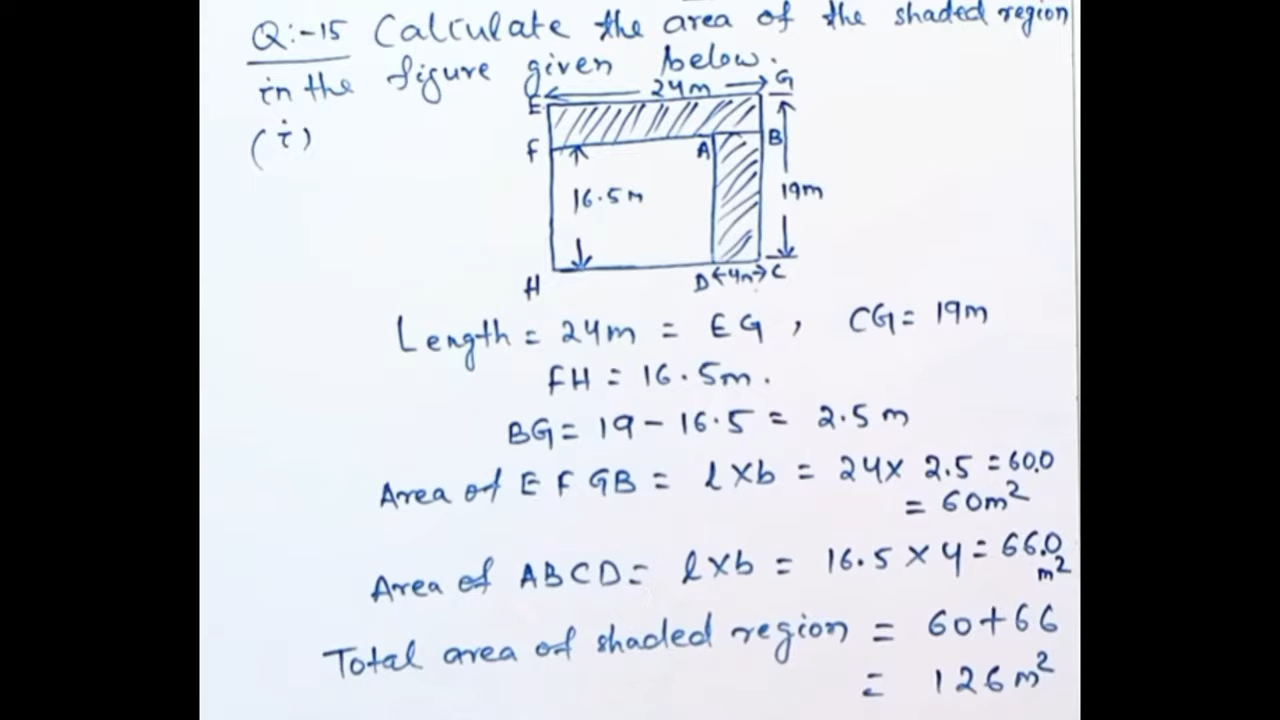 Q:-15 Calculate the area of the shaded region
in the figure given below.
(i)
24m
E
G
F
A
B
16.5m
19m
H
D
4m
C
Length = 24m = EG , CG = 19m
FH = 16.5m.
BG = 19 - 16.5 = 2.5 m
Area of EFGB = l x b = 24 x 2.5 = 60.0
= 60m²
Area of ABCD = l x b = 16.5 x 4 = 66.0 m²
Total area of shaded region = 60+66
= 126m²